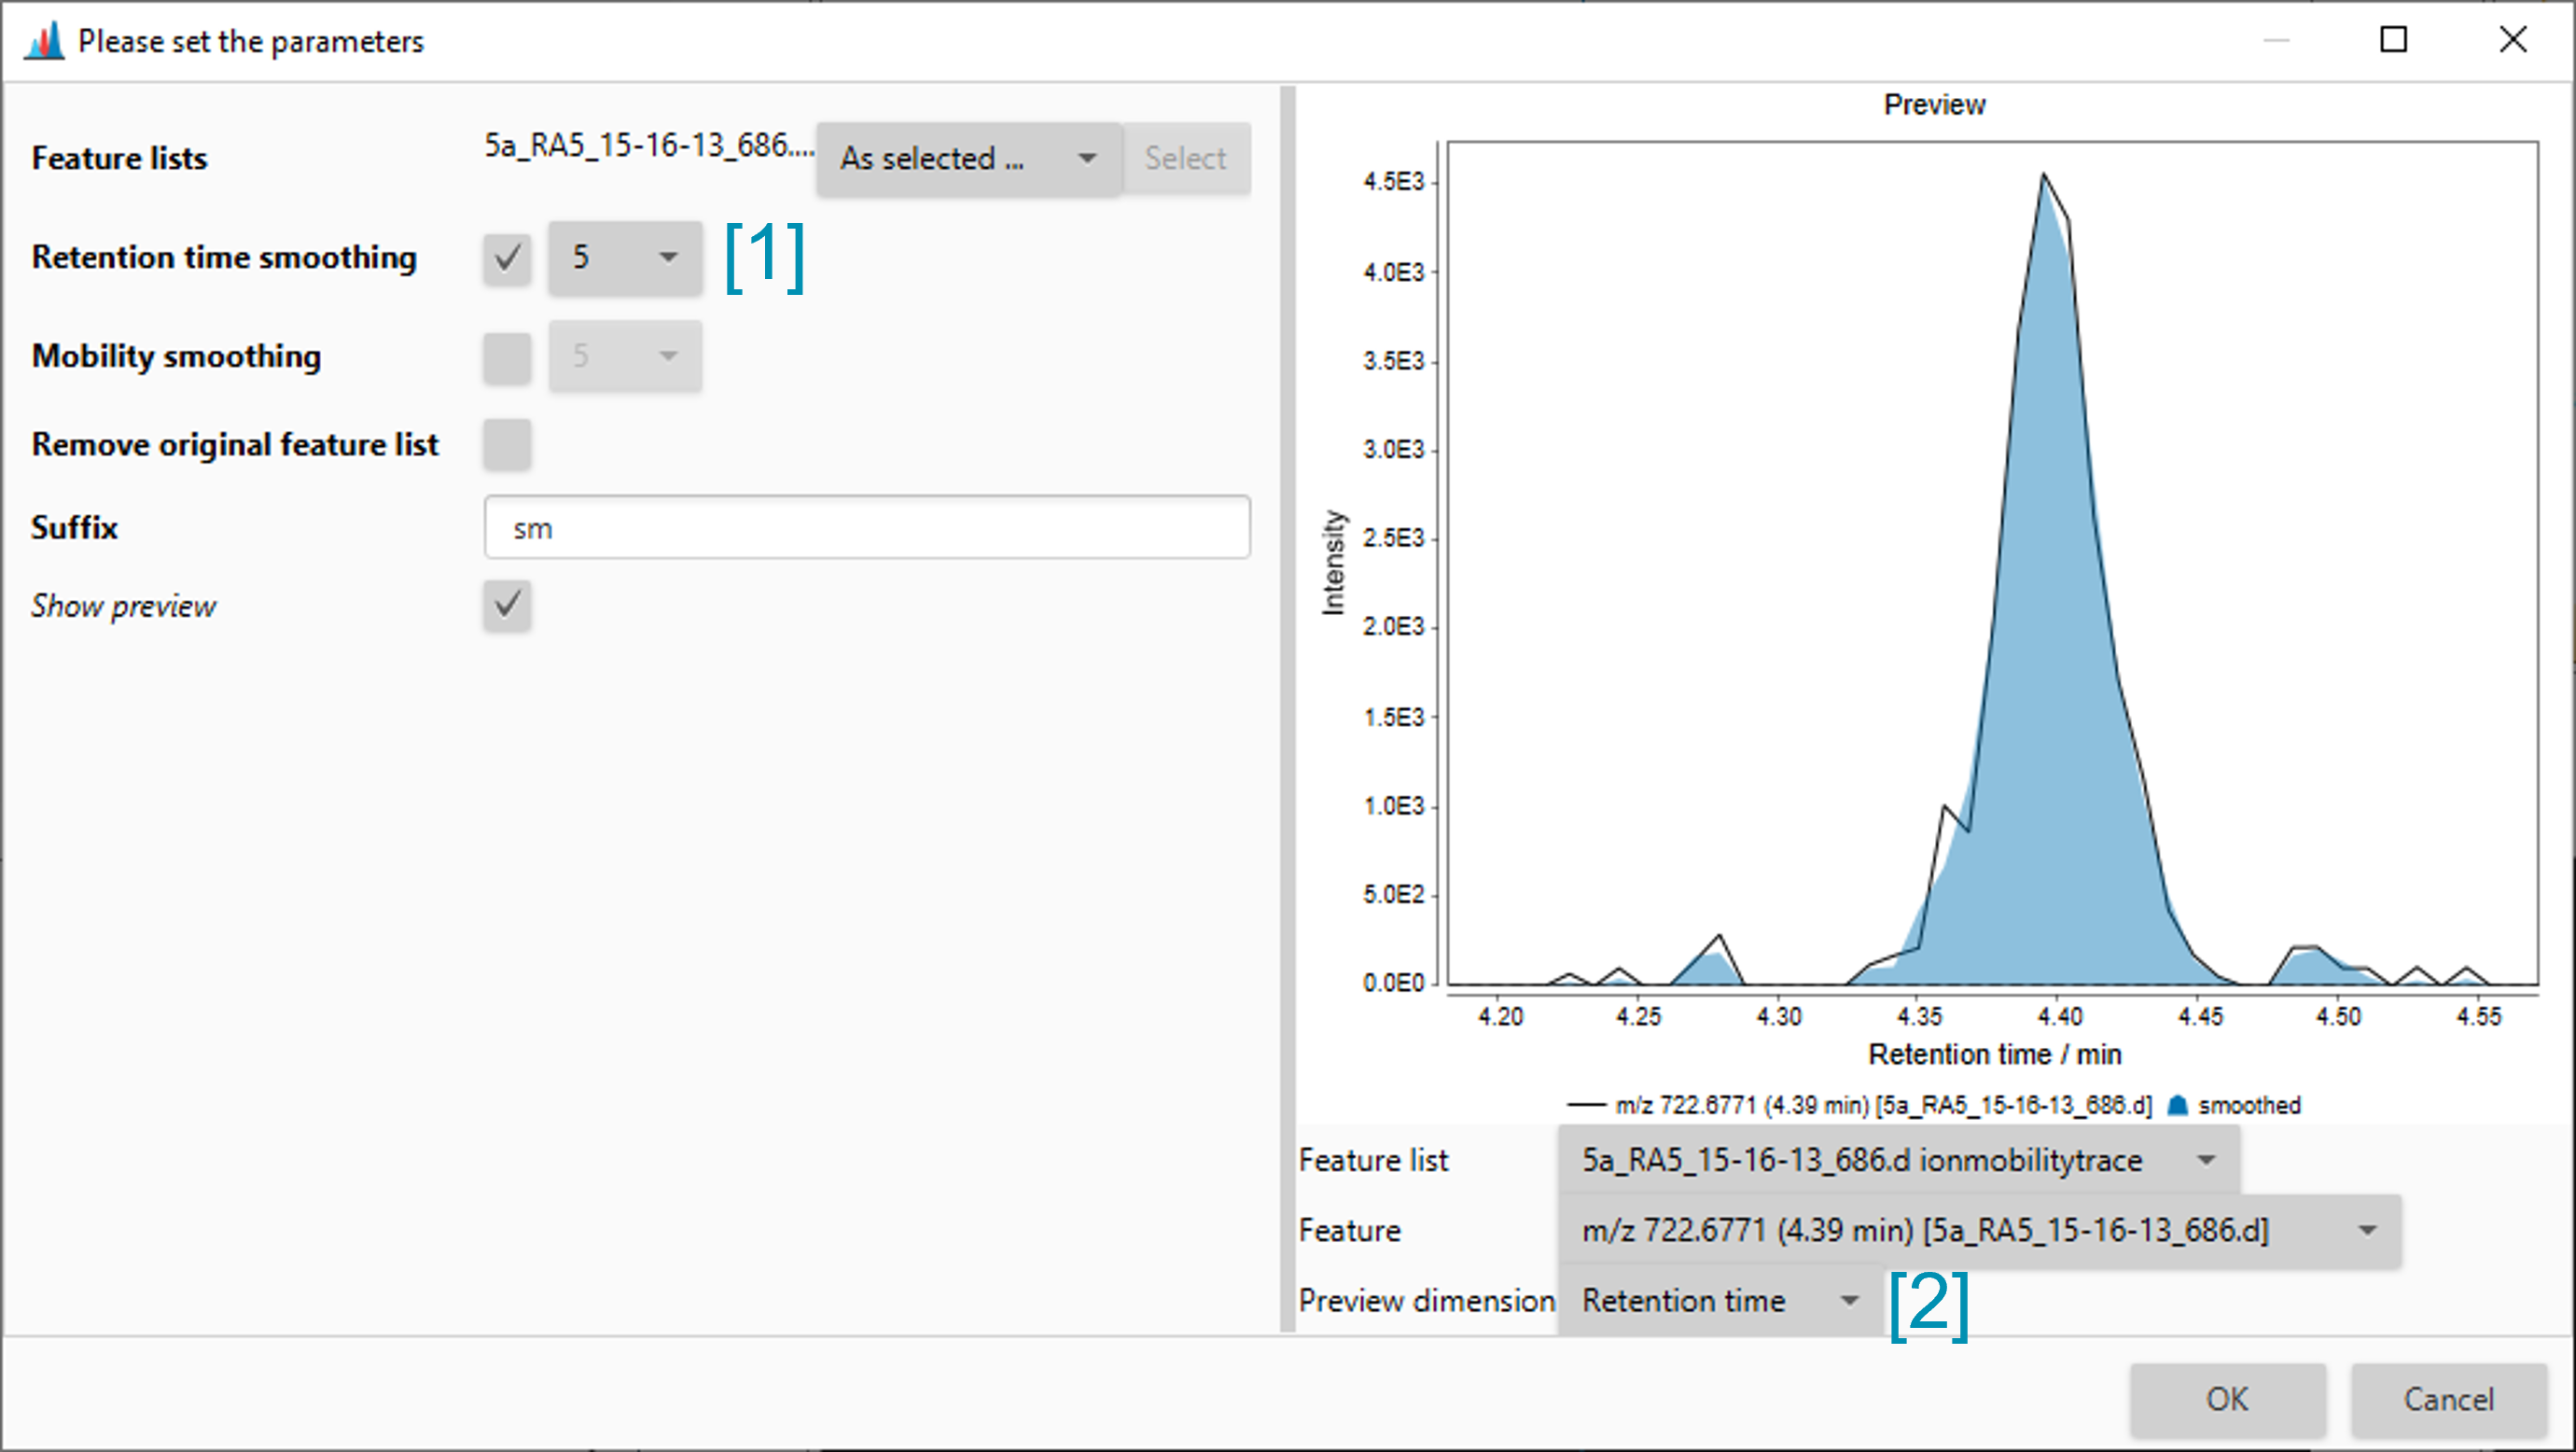 Please set the parameters
Feature lists 5a_RA5_15-16-13_686.... As selected ... Select
Retention time smoothing 5 [1]
Mobility smoothing 5
Remove original feature list
Suffix sm
Show preview
Preview
4.5E3
4.0E3
3.5E3
3.0E3
2.5E3
2.0E3
1.5E3
1.0E3
5.0E2
0.0E0
Intensity
4.20 4.25 4.30 4.35 4.40 4.45 4.50 4.55
Retention time / min
m/z 722.6771 (4.39 min) [5a_RA5_15-16-13_686.d] smoothed
Feature list 5a_RA5_15-16-13_686.d ionmobilitytrace
Feature m/z 722.6771 (4.39 min) [5a_RA5_15-16-13_686.d]
Preview dimension Retention time [2]
OK Cancel